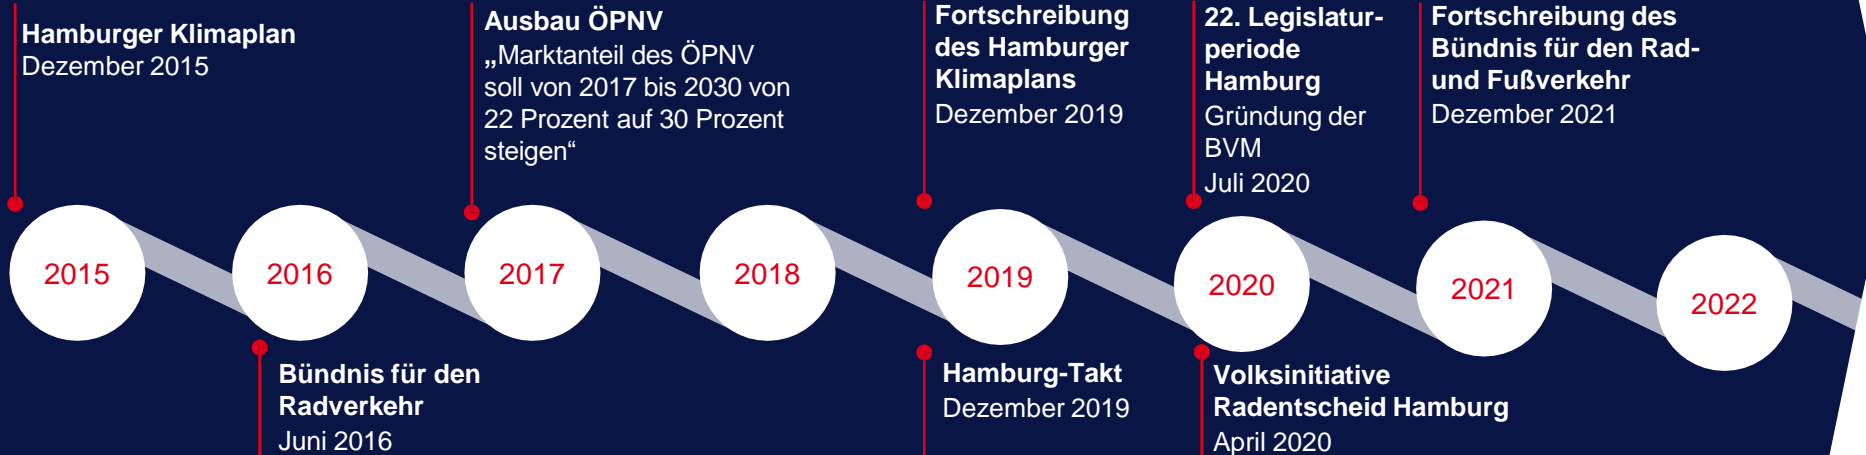 Hamburger Klimaplan
Dezember 2015
Ausbau ÖPNV
„Marktanteil des ÖPNV
soll von 2017 bis 2030 von
22 Prozent auf 30 Prozent
steigen“
Fortschreibung
des Hamburger
Klimaplans
Dezember 2019
22. Legislatur-
periode
Hamburg
Gründung der
BVM
Juli 2020
Fortschreibung des
Bündnis für den Rad-
und Fußverkehr
Dezember 2021
2015
2016
2017
2018
2019
2020
2021
2022
Bündnis für den
Radverkehr
Juni 2016
Hamburg-Takt
Dezember 2019
Volksinitiative
Radentscheid Hamburg
April 2020